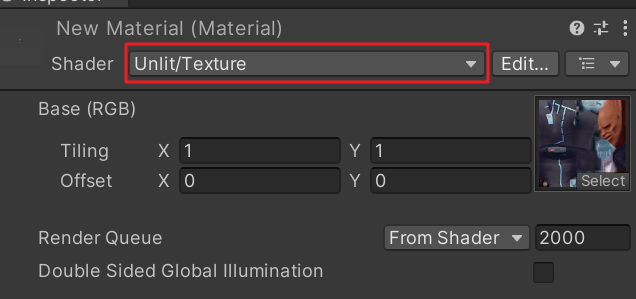 Inspector
New Material (Material)
Shader Unlit/Texture Edit...
Base (RGB)
Tiling X 1 Y 1
Offset X 0 Y 0
Select
Render Queue From Shader 2000
Double Sided Global Illumination